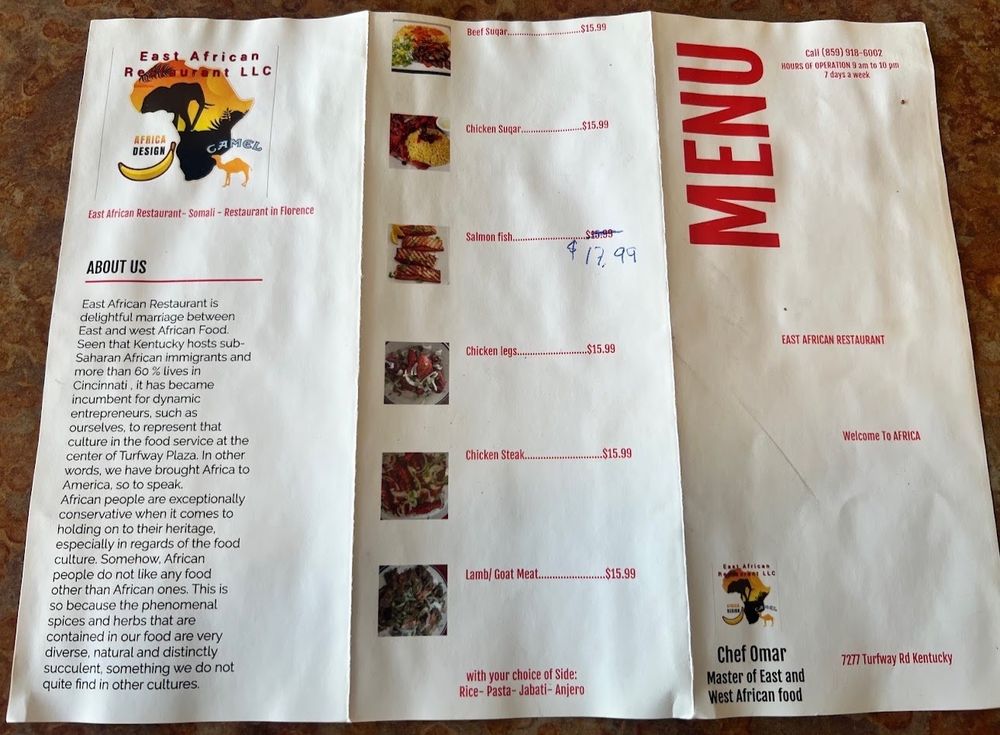 East African
Restaurant LLC
AFRICA
DESIGN
CAMEL
East African Restaurant- Somali - Restaurant in Florence
ABOUT US
East African Restaurant is
delightful marriage between
East and west African Food.
Seen that Kentucky hosts sub-
Saharan African immigrants and
more than 60 % lives in
Cincinnati , it has became
incumbent for dynamic
entrepreneurs, such as
ourselves, to represent that
culture in the food service at the
center of Turfway Plaza. In other
words, we have brought Africa to
America, so to speak.
African people are exceptionally
conservative when it comes to
holding on to their heritage,
especially in regards of the food
culture. Somehow, African
people do not like any food
other than African ones. This is
so because the phenomenal
spices and herbs that are
contained in our food are very
diverse, natural and distinctly
succulent, something we do not
quite find in other cultures.
Beef Suqar........................$15.99
Chicken Suqar....................$15.99
Salmon fish........................$15.99
$17.99
Chicken legs.......................$15.99
Chicken Steak..........................$15.99
Lamb/ Goat Meat......................$15.99
with your choice of Side:
Rice- Pasta- Jabati- Anjero
MENU
Call (859) 918-6002
HOURS OF OPERATION 9 am to 10 pm
7 days a week
EAST AFRICAN RESTAURANT
Welcome To AFRICA
East African
Restaurant LLC
AFRICA
DESIGN
CAMEL
Chef Omar
Master of East and
West African food
7277 Turfway Rd Kentucky